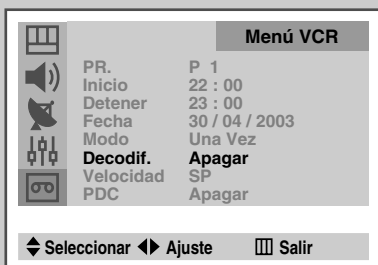 Menú VCR
PR. P 1
Inicio 22 : 00
Detener 23 : 00
Fecha 30 / 04 / 2003
Modo Una Vez
Decodif. Apagar
Velocidad SP
PDC Apagar
Seleccionar Ajuste Salir